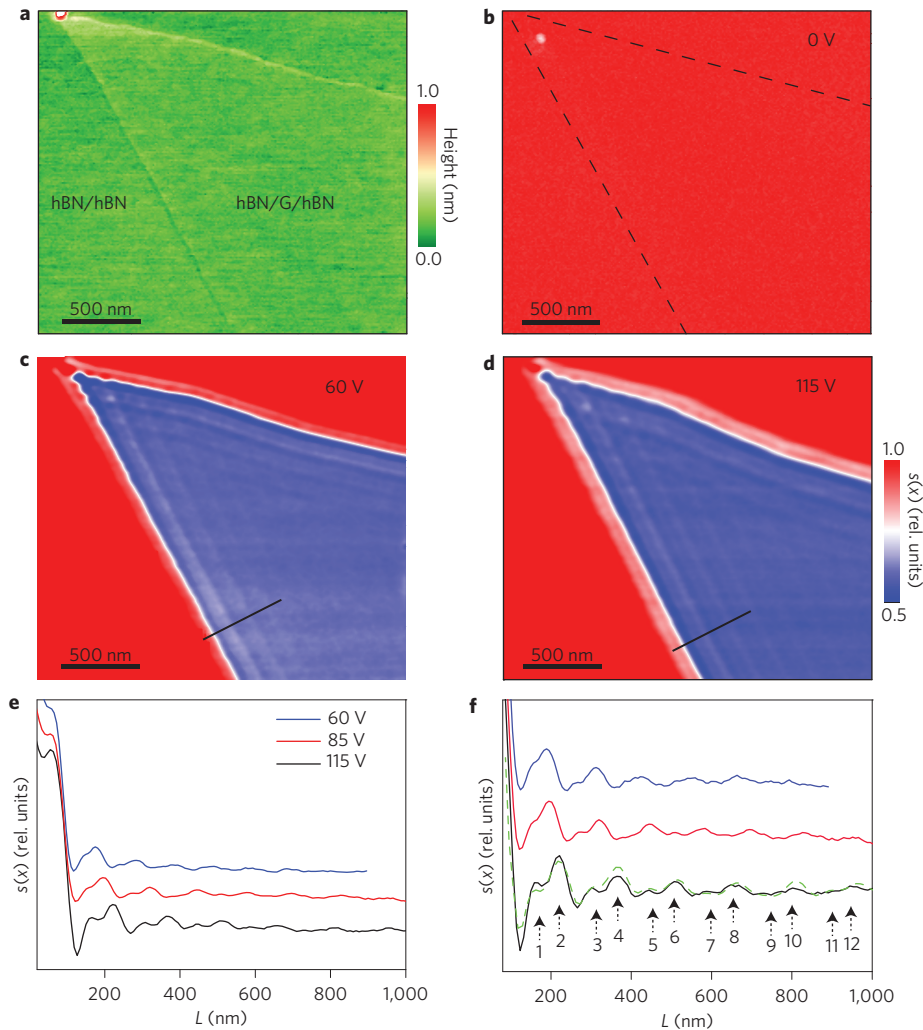 a
1.0
Height (nm)
0.0
hBN/hBN
hBN/G/hBN
500 nm
b
0 V
500 nm
c
60 V
500 nm
d
115 V
500 nm
1.0
s(x) (rel. units)
0.5
e
60 V
85 V
115 V
s(x) (rel. units)
200 400 600 800 1,000
L (nm)
f
s(x) (rel. units)
1 2 3 4 5 6 7 8 9 10 11 12
200 400 600 800 1,000
L (nm)